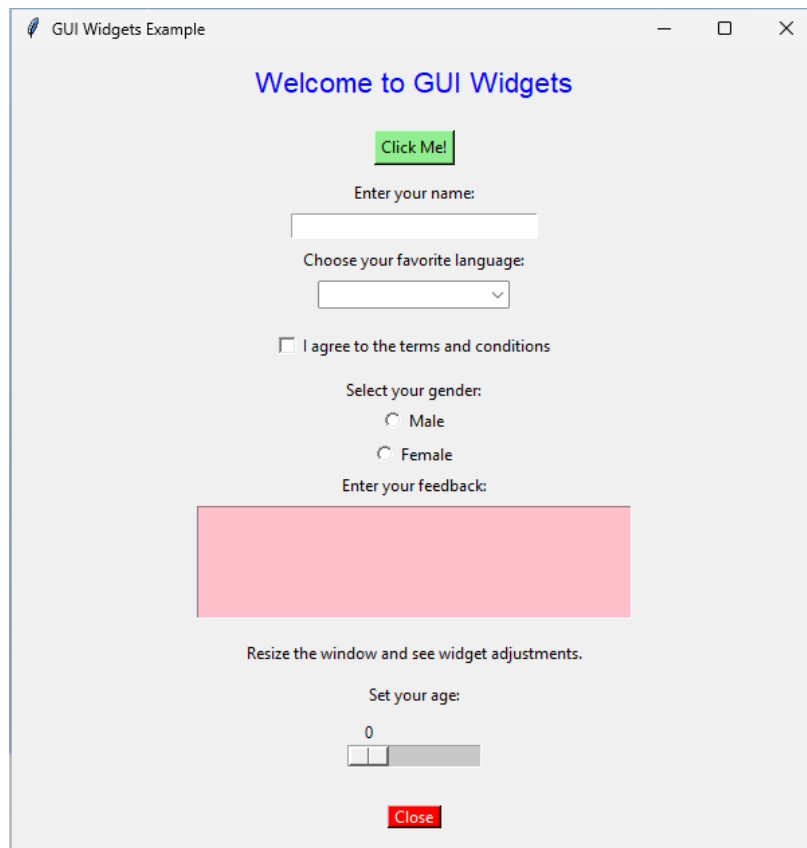 GUI Widgets Example
Welcome to GUI Widgets
Click Me!
Enter your name:
Choose your favorite language:
I agree to the terms and conditions
Select your gender:
Male
Female
Enter your feedback:
Resize the window and see widget adjustments.
Set your age:
0
Close